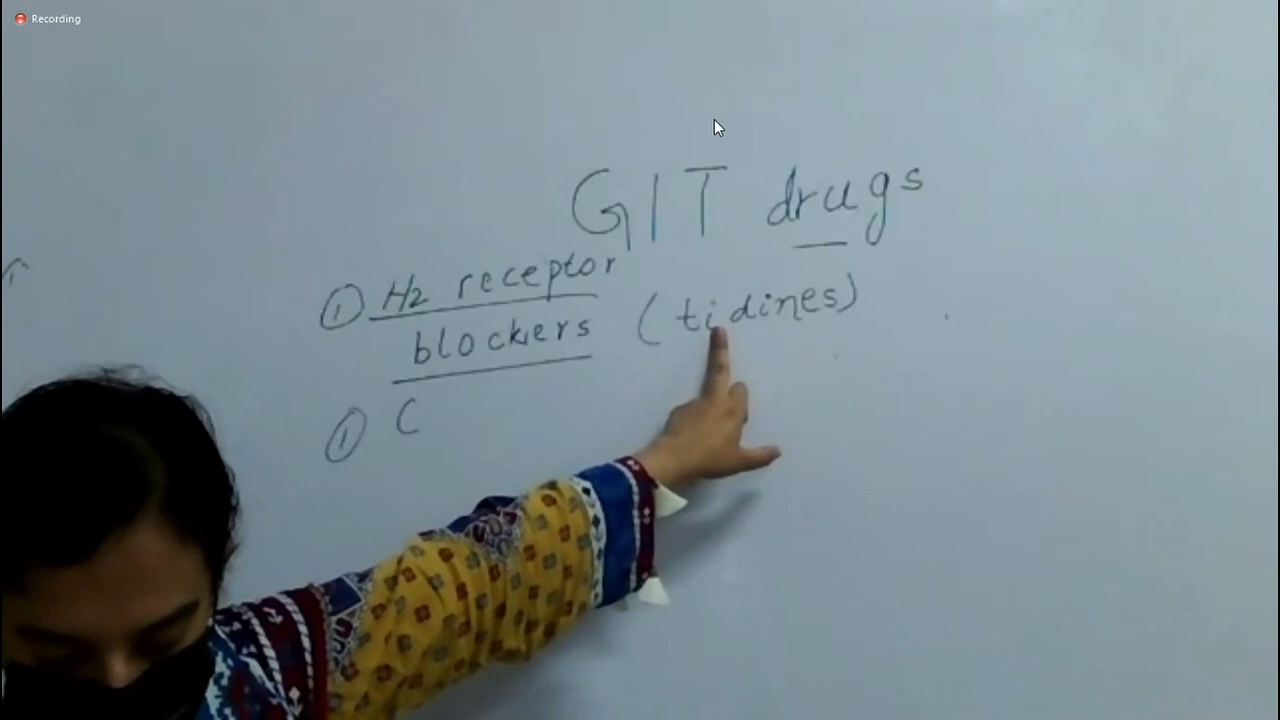 Recording
GIT drugs
① H2 receptor
blockers (tidines)
① C